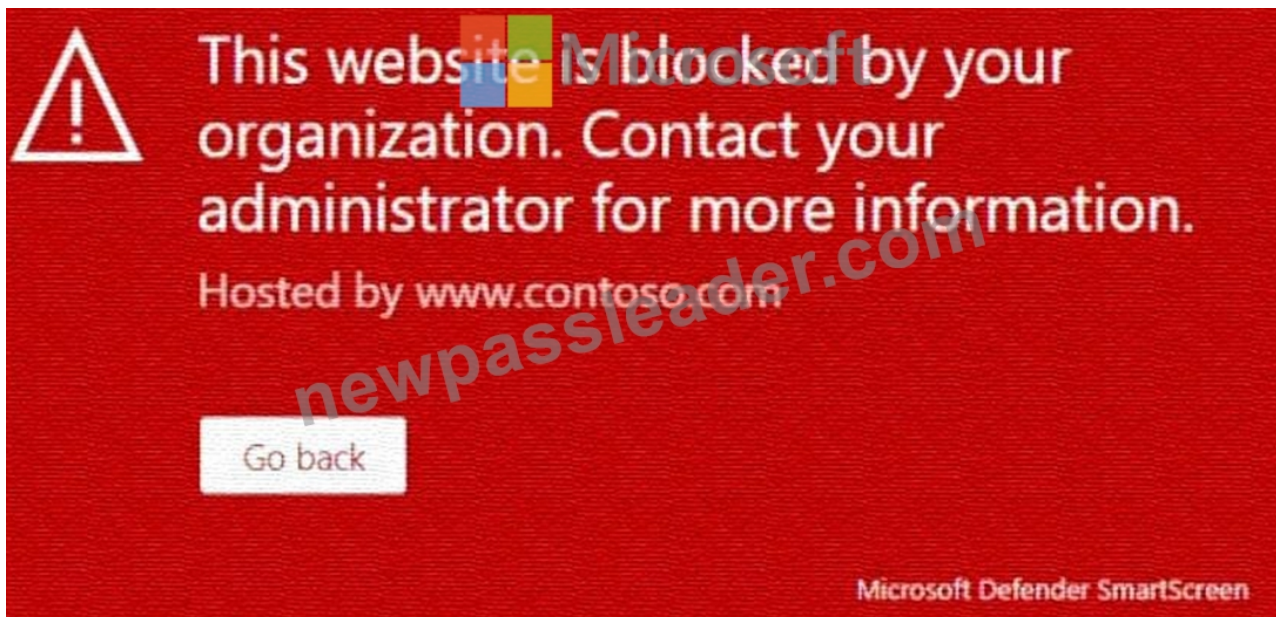 This website is blocked by your
organization. Contact your
administrator for more information.
Microsoft
Hosted by www.contoso.com
newpassleader.com
Go back
Microsoft Defender SmartScreen